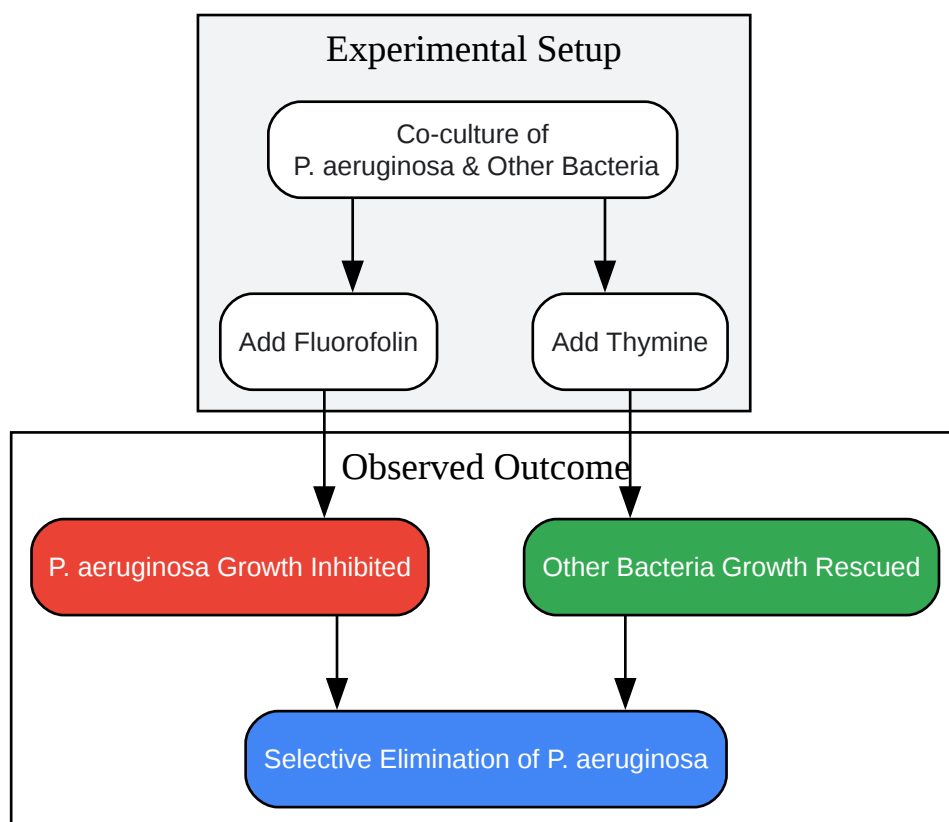 Experimental Setup
Co-culture of
P. aeruginosa & Other Bacteria
Add Fluorofolin
Add Thymine
Observed Outcome
P. aeruginosa Growth Inhibited
Other Bacteria Growth Rescued
Selective Elimination of P. aeruginosa